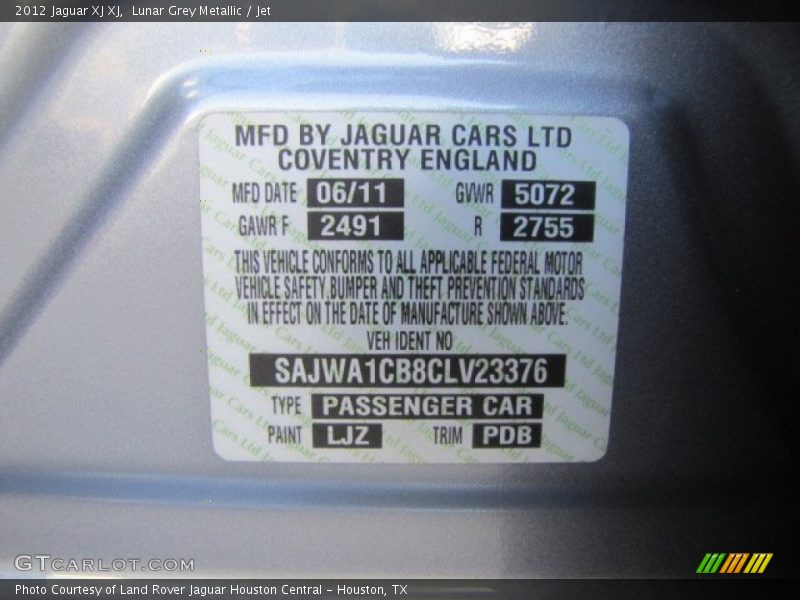 2012 Jaguar XJ XJ, Lunar Grey Metallic / Jet
MFD BY JAGUAR CARS LTD
COVENTRY ENGLAND
MFD DATE 06/11 GVWR 5072
GAWR F 2491 R 2755
THIS VEHICLE CONFORMS TO ALL APPLICABLE FEDERAL MOTOR
VEHICLE SAFETY, BUMPER AND THEFT PREVENTION STANDARDS
IN EFFECT ON THE DATE OF MANUFACTURE SHOWN ABOVE.
VEH IDENT NO
SAJWA1CB8CLV23376
TYPE PASSENGER CAR
PAINT LJZ TRIM PDB
GTCARLOT.COM
Photo Courtesy of Land Rover Jaguar Houston Central - Houston, TX